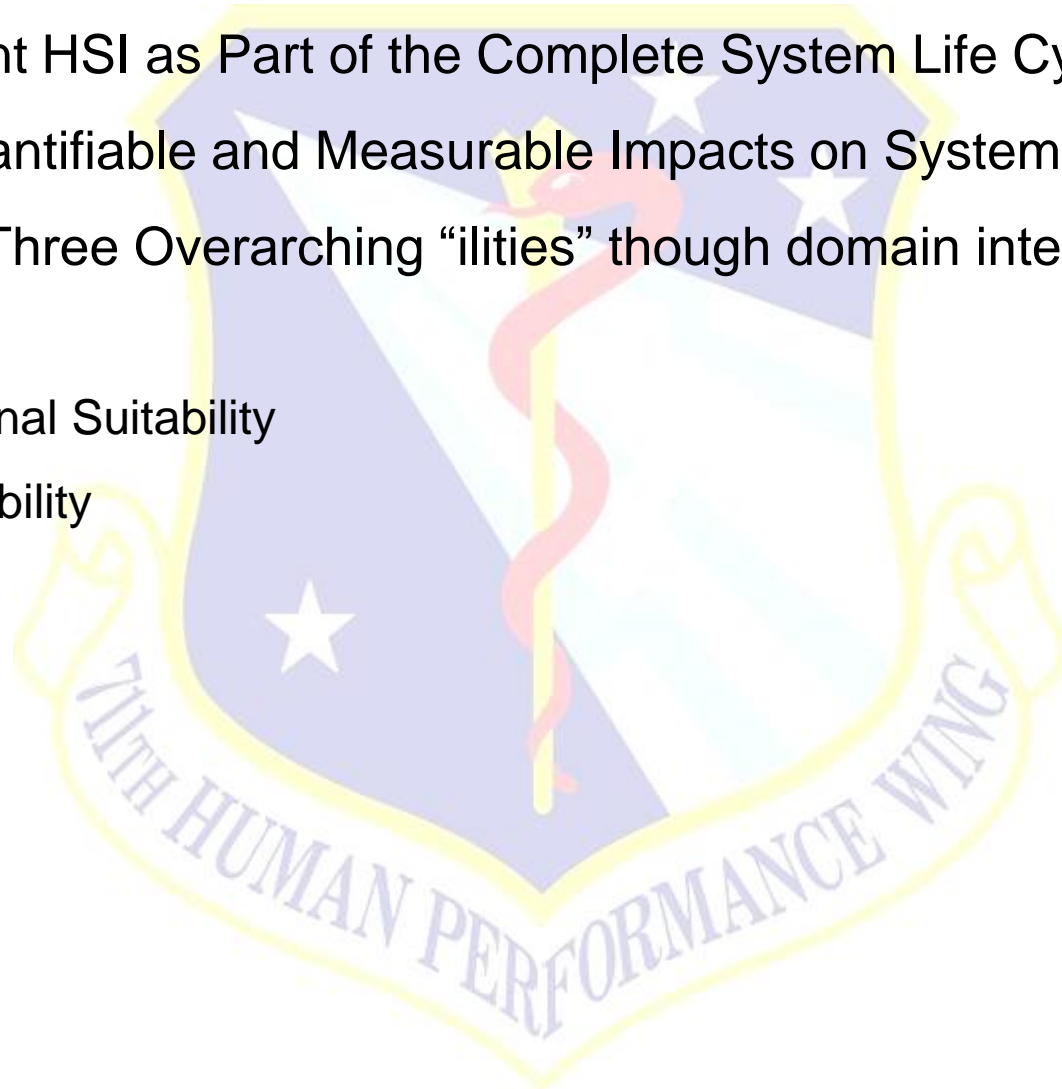 nt HSI as Part of the Complete System Life Cy
antifiable and Measurable Impacts on System
Three Overarching “ilities” though domain inte
nal Suitability
bility
711TH HUMAN PERFORMANCE WING